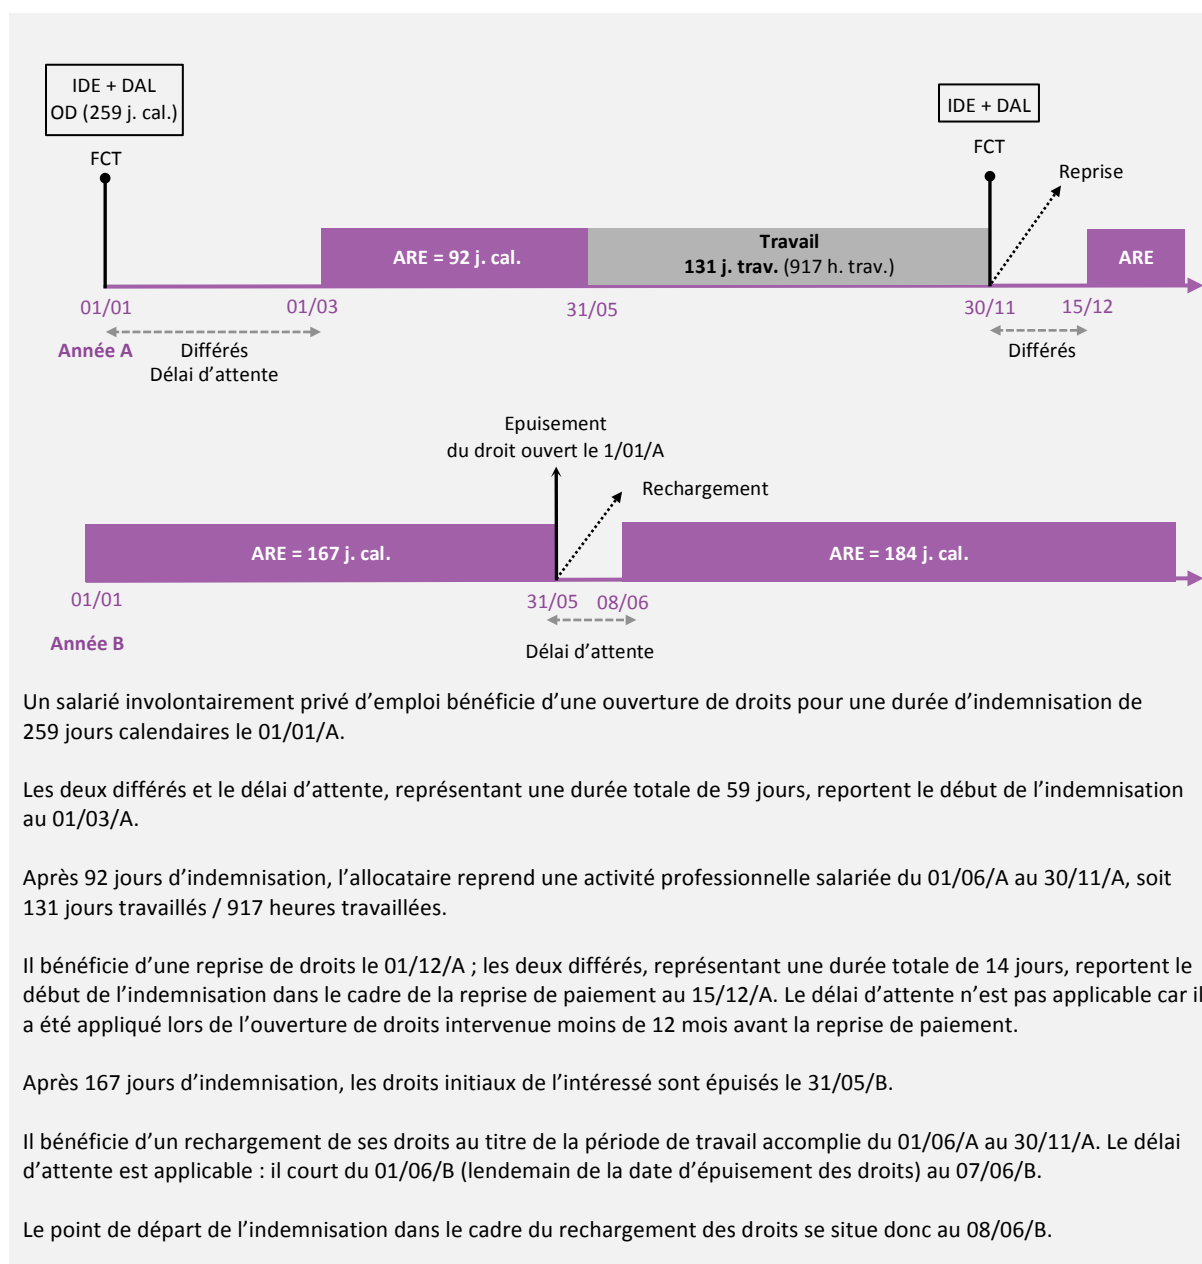 IDE + DAL
OD (259 j. cal.)
FCT
IDE + DAL
FCT
Reprise
ARE = 92 j. cal.
Travail
131 j. trav. (917 h. trav.)
ARE
01/01
01/03
31/05
30/11
15/12
Année A
Différés
Délai d’attente
Différés
Epuisement
du droit ouvert le 1/01/A
Rechargement
ARE = 167 j. cal.
ARE = 184 j. cal.
01/01
31/05
08/06
Année B
Délai d’attente
Un salarié involontairement privé d’emploi bénéficie d’une ouverture de droits pour une durée d’indemnisation de
259 jours calendaires le 01/01/A.
Les deux différés et le délai d’attente, représentant une durée totale de 59 jours, reportent le début de l’indemnisation
au 01/03/A.
Après 92 jours d’indemnisation, l’allocataire reprend une activité professionnelle salariée du 01/06/A au 30/11/A, soit
131 jours travaillés / 917 heures travaillées.
Il bénéficie d’une reprise de droits le 01/12/A ; les deux différés, représentant une durée totale de 14 jours, reportent le
début de l’indemnisation dans le cadre de la reprise de paiement au 15/12/A. Le délai d’attente n’est pas applicable car il
a été appliqué lors de l’ouverture de droits intervenue moins de 12 mois avant la reprise de paiement.
Après 167 jours d’indemnisation, les droits initiaux de l’intéressé sont épuisés le 31/05/B.
Il bénéficie d’un rechargement de ses droits au titre de la période de travail accomplie du 01/06/A au 30/11/A. Le délai
d’attente est applicable : il court du 01/06/B (lendemain de la date d’épuisement des droits) au 07/06/B.
Le point de départ de l’indemnisation dans le cadre du rechargement des droits se situe donc au 08/06/B.